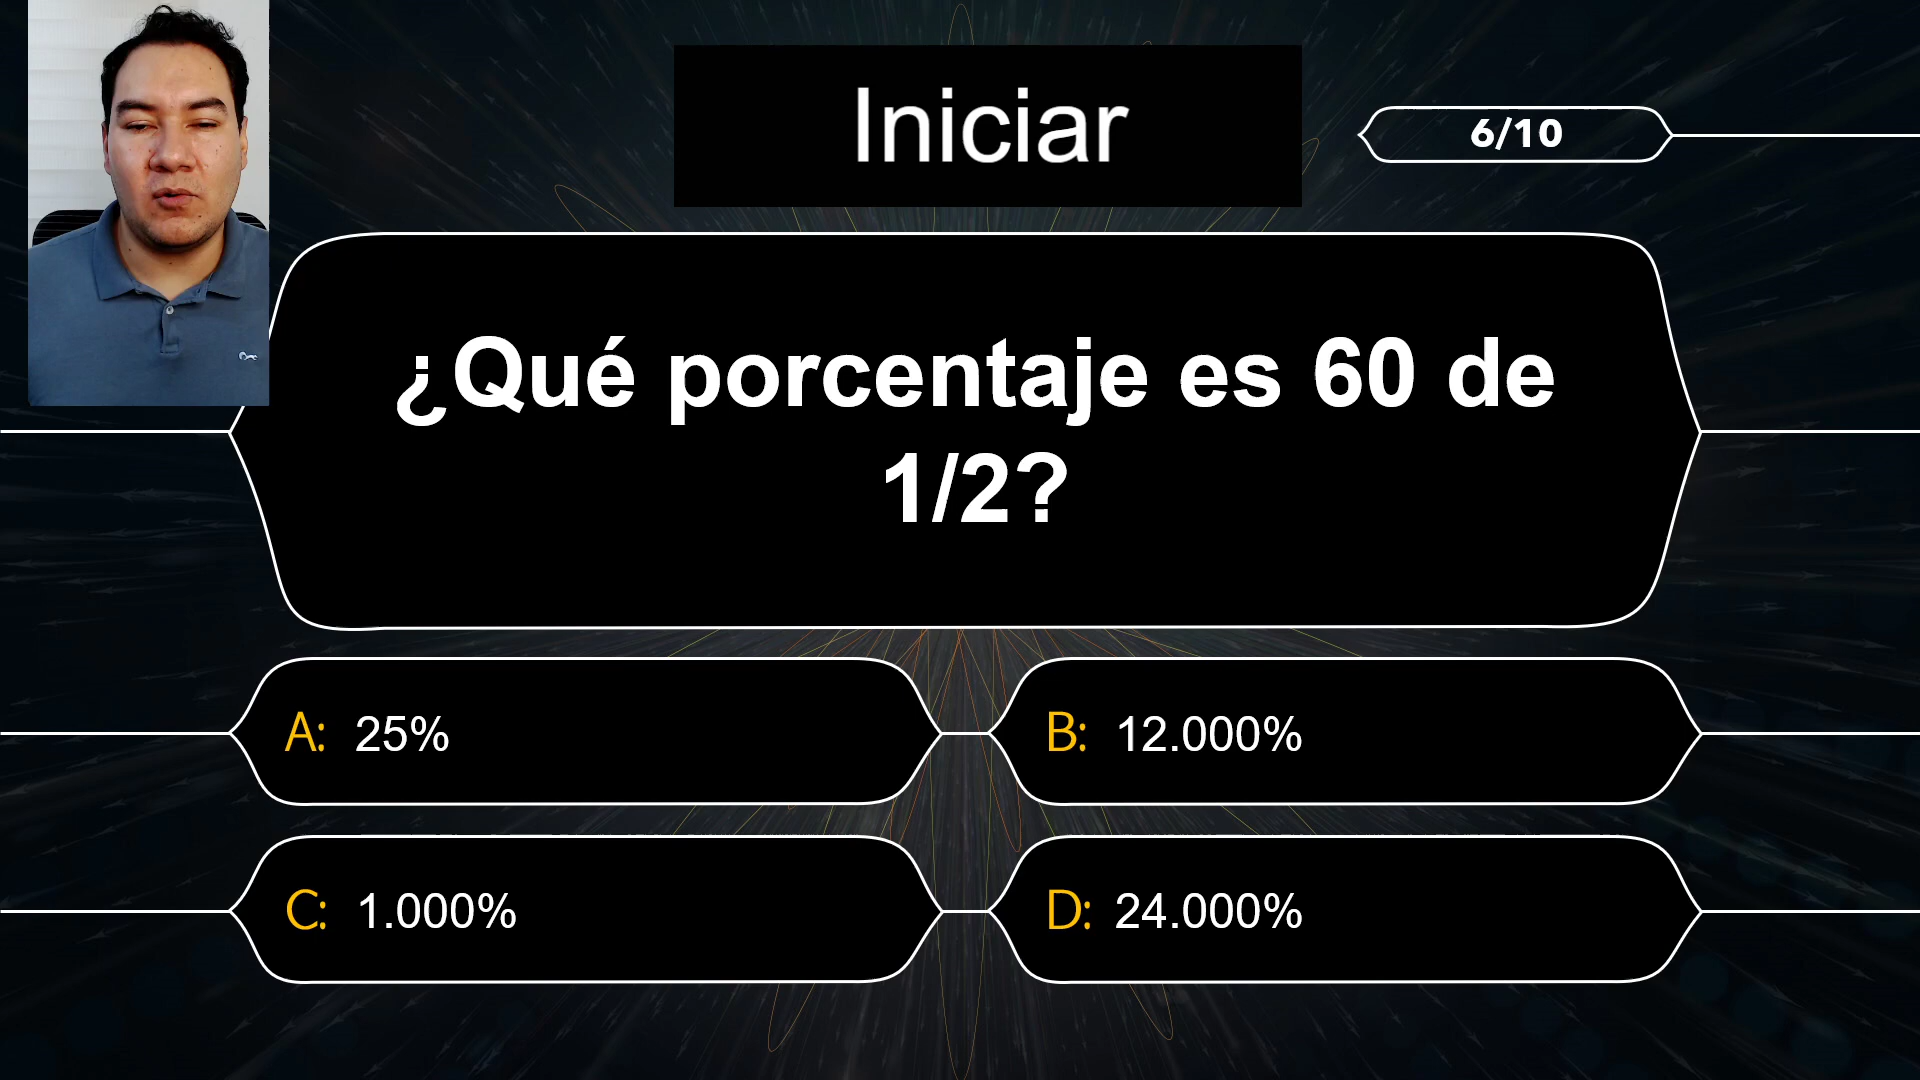 Iniciar
6/10
¿Qué porcentaje es 60 de
1/2?
A: 25%
B: 12.000%
C: 1.000%
D: 24.000%